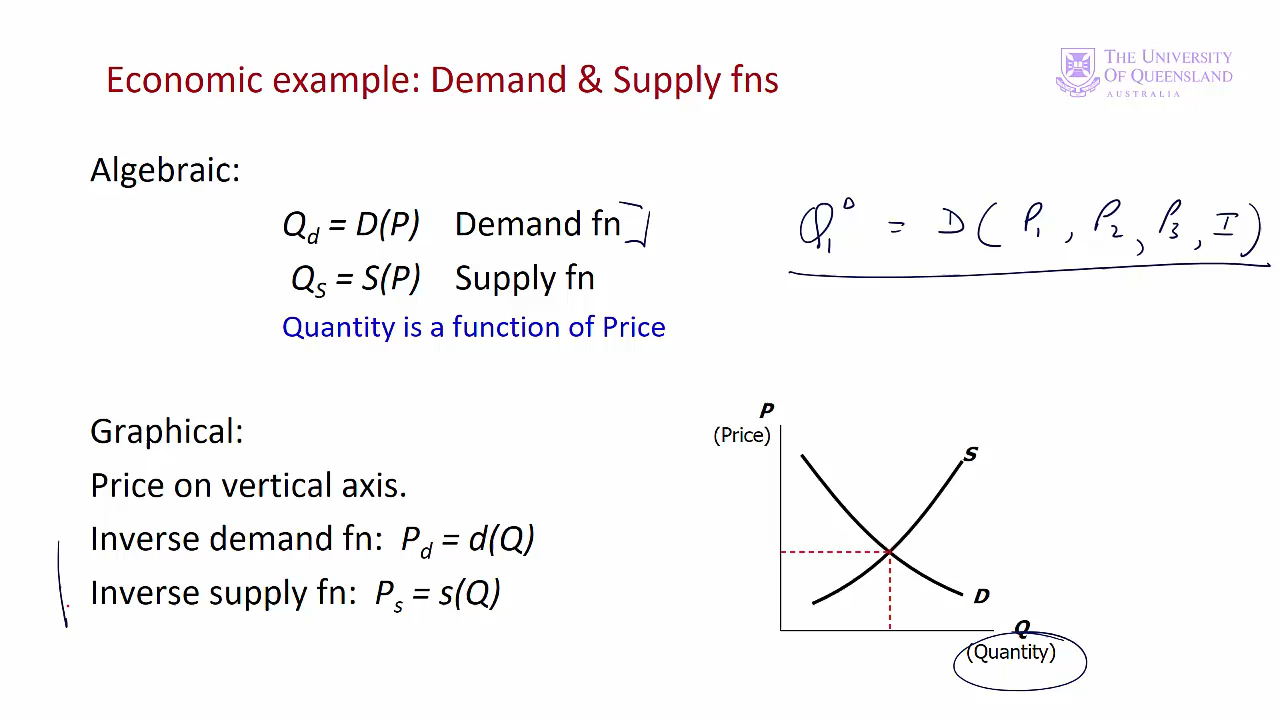 Economic example: Demand & Supply fns
THE UNIVERSITY
OF QUEENSLAND
AUSTRALIA
Algebraic:
Qd = D(P) Demand fn
QS = S(P) Supply fn
Quantity is a function of Price
Q₁ᴰ = D(P₁, P₂, P₃, I)
Graphical:
Price on vertical axis.
Inverse demand fn: Pd = d(Q)
Inverse supply fn: Ps = s(Q)
P
(Price)
S
D
Q
(Quantity)